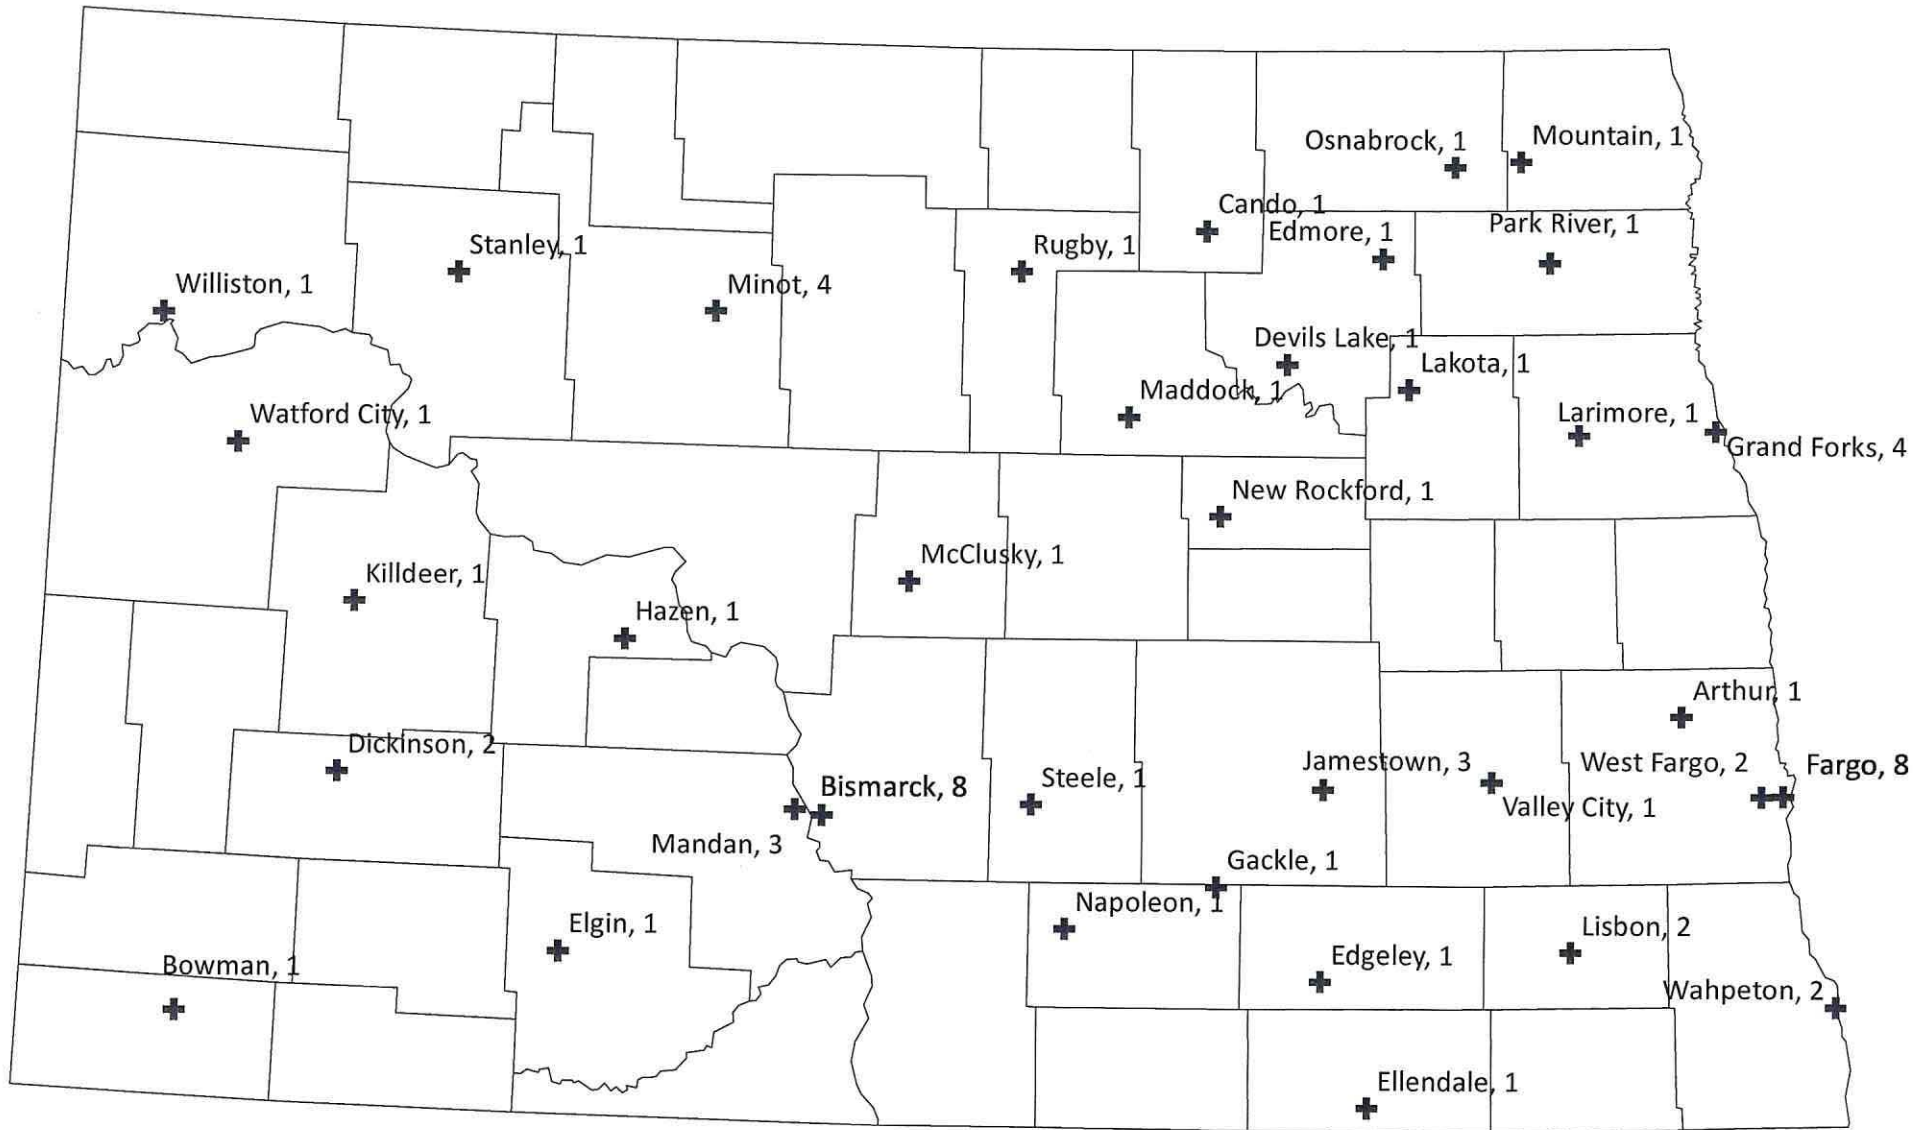 Osnabrock, 1
Mountain, 1
Cando, 1
Park River, 1
Edmore, 1
Stanley, 1
Rugby, 1
Williston, 1
Minot, 4
Devils Lake, 1
Lakota, 1
Maddock, 1
Watford City, 1
Larimore, 1
Grand Forks, 4
New Rockford, 1
McClusky, 1
Killdeer, 1
Hazen, 1
Arthur, 1
Dickinson, 2
Jamestown, 3
West Fargo, 2
Fargo, 8
Steele, 1
Bismarck, 8
Valley City, 1
Mandan, 3
Gackle, 1
Napoleon, 1
Elgin, 1
Lisbon, 2
Edgeley, 1
Bowman, 1
Wahpeton, 2
Ellendale, 1